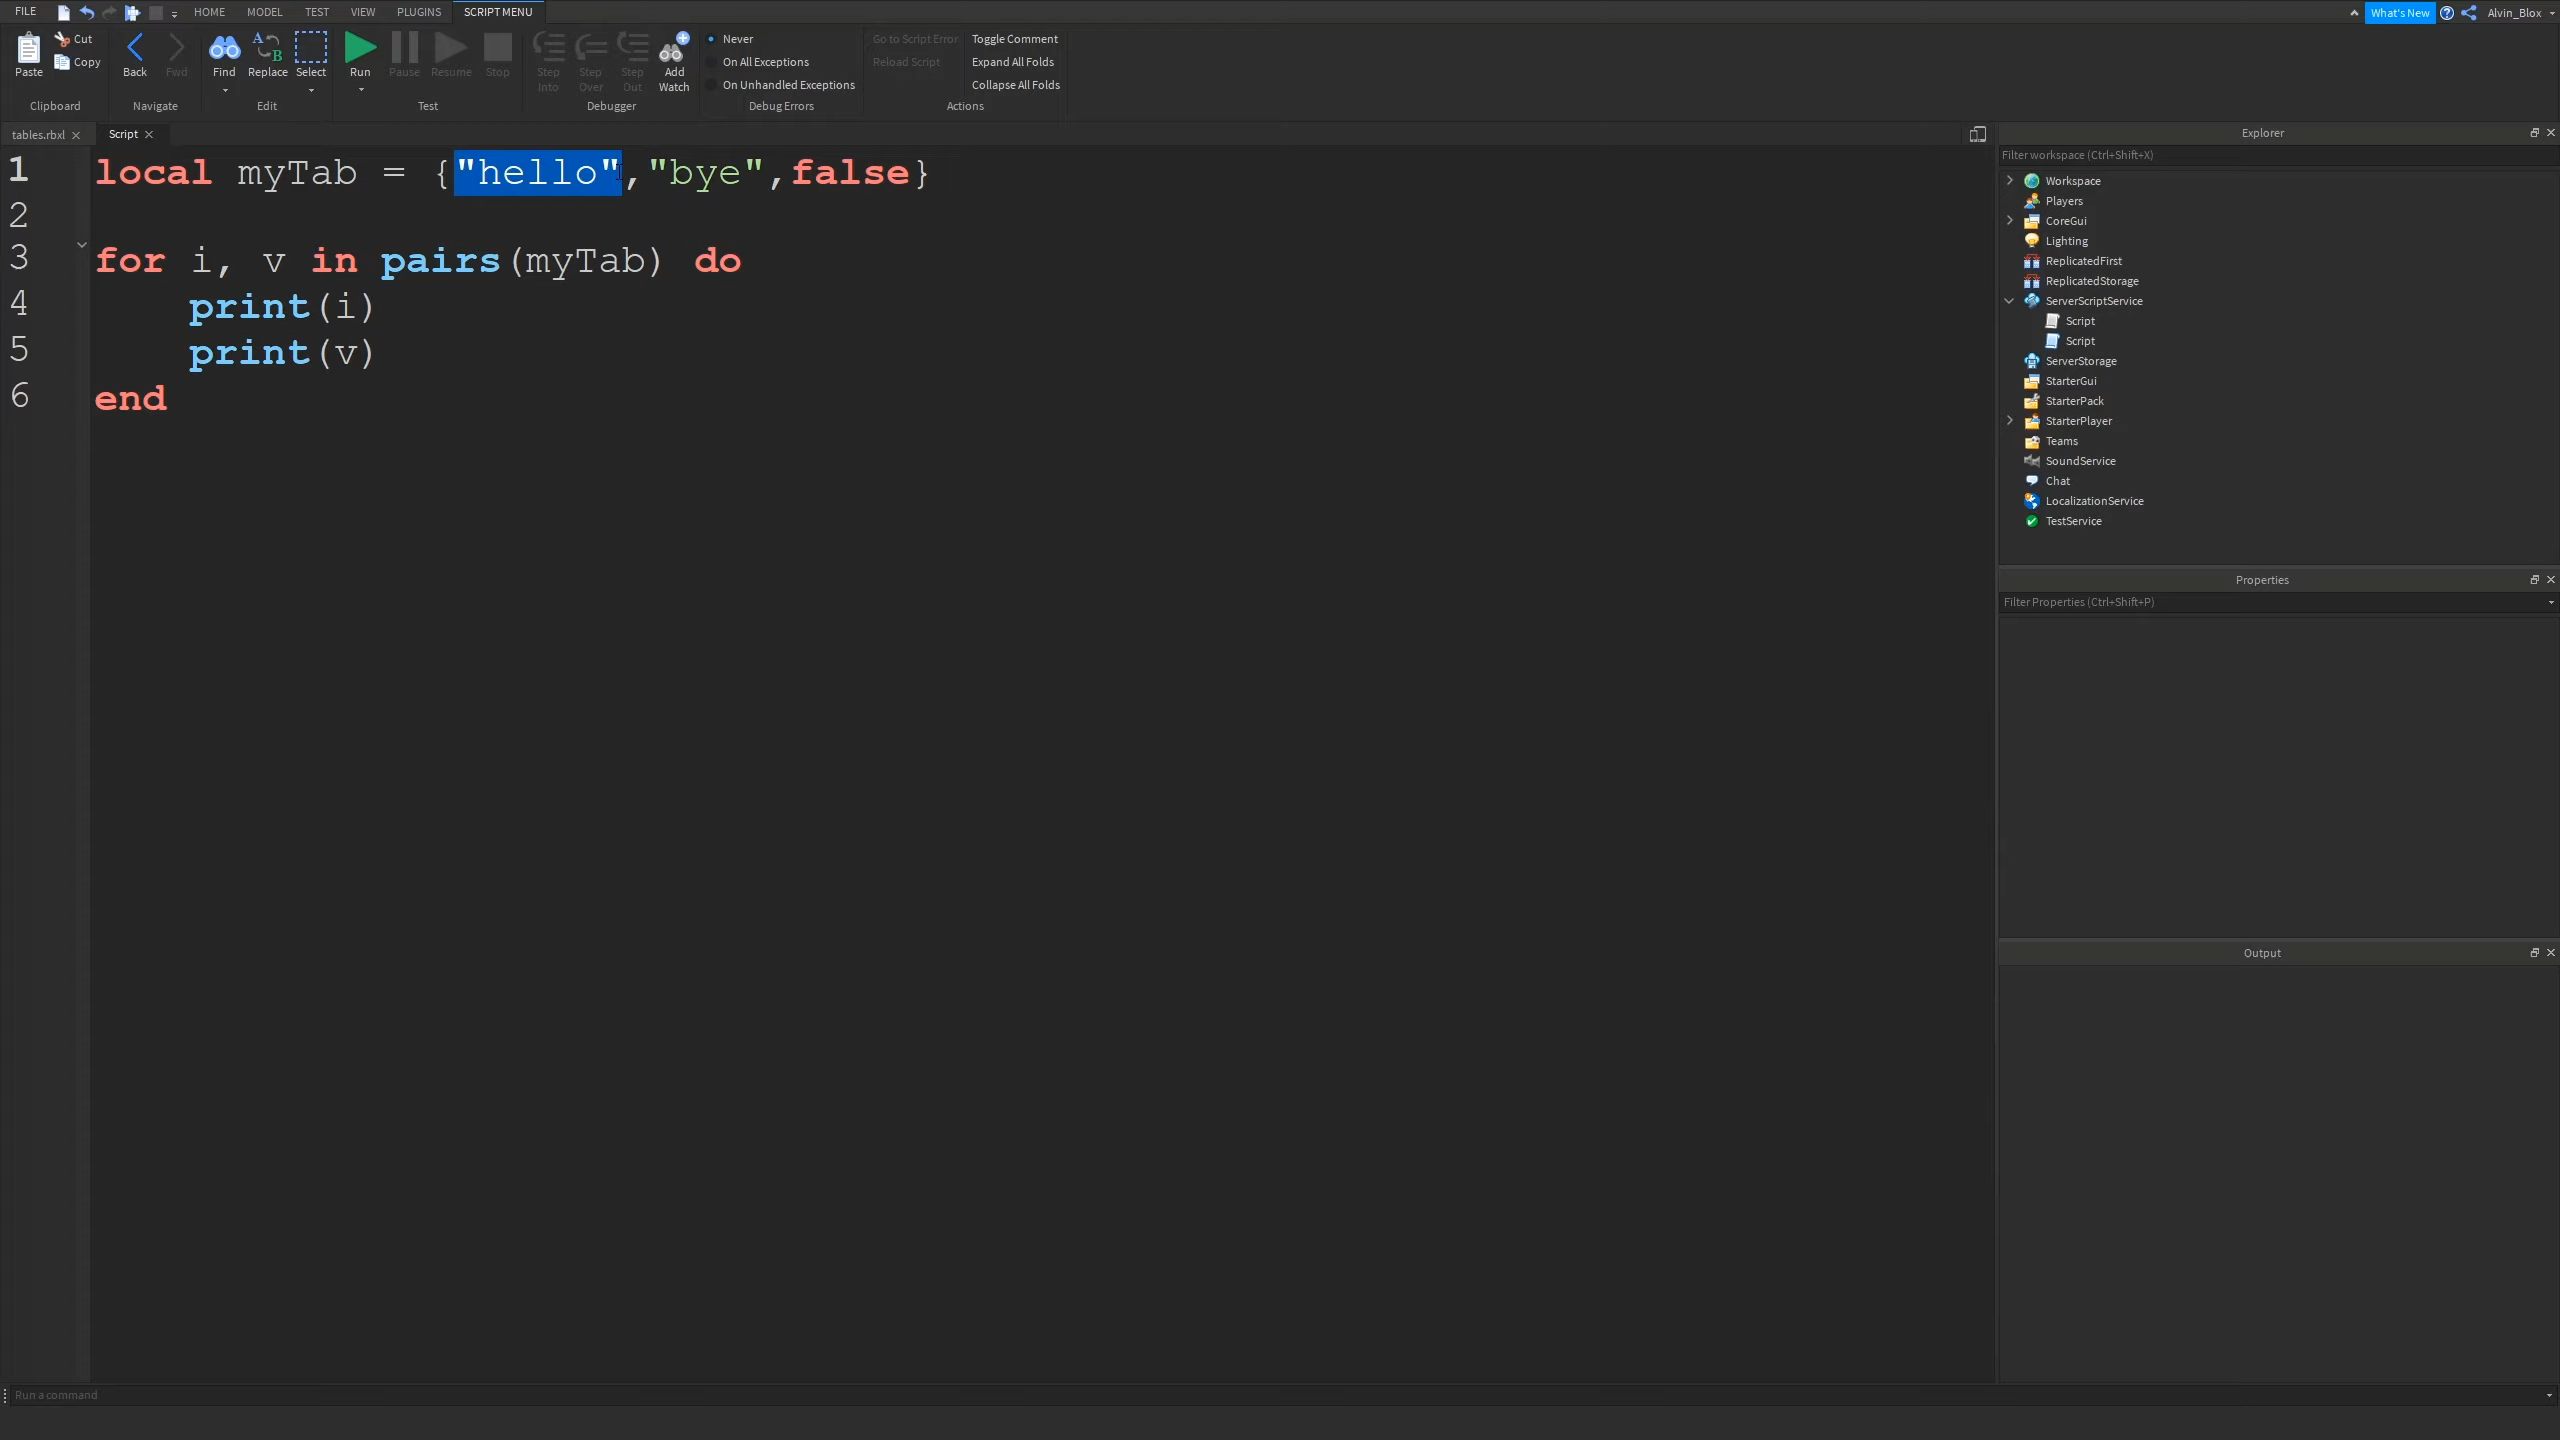 FILE HOME MODEL TEST VIEW PLUGINS SCRIPT MENU What's New Alvin_Blox
Paste Cut Copy Back Fwd Find Replace Select Run Pause Resume Stop Step Into Step Over Step Out Add Watch
Never
On All Exceptions
On Unhandled Exceptions
Go to Script Error
Reload Script
Toggle Comment
Expand All Folds
Collapse All Folds
Clipboard Navigate Edit Test Debugger Debug Errors Actions
tables.rbxl Script
1 local myTab = {"hello","bye",false}
2
3 for i, v in pairs(myTab) do
4 print(i)
5 print(v)
6 end
Explorer
Filter workspace (Ctrl+Shift+X)
Workspace
Players
CoreGui
Lighting
ReplicatedFirst
ReplicatedStorage
ServerScriptService
Script
Script
ServerStorage
StarterGui
StarterPack
StarterPlayer
Teams
SoundService
Chat
LocalizationService
TestService
Properties
Filter Properties (Ctrl+Shift+P)
Output
Run a command